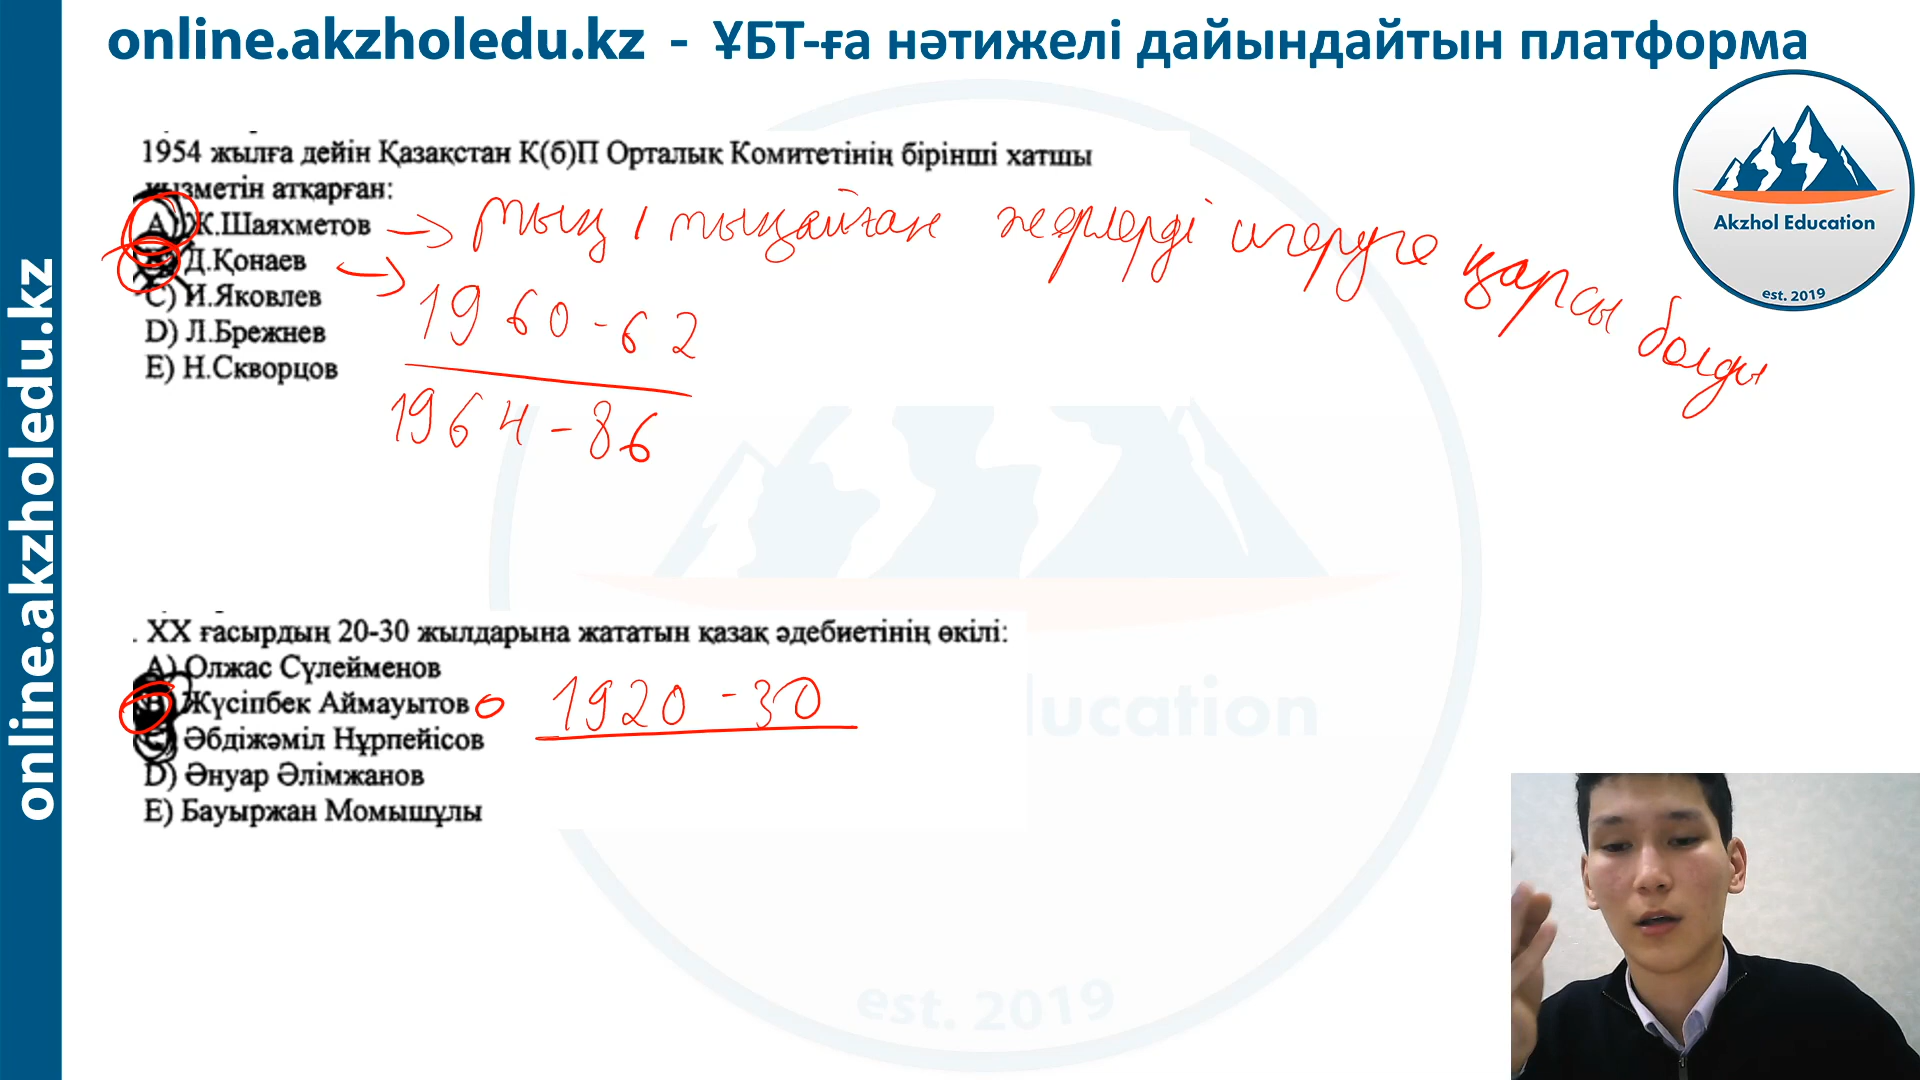 online.akzholedu.kz - ҰБТ-ға нәтижелі дайындайтын платформа
online.akzholedu.kz
Akzhol Education
est. 2019
1954 жылға дейін Қазақстан К(б)П Орталық Комитетінің бірінші хатшы
қызметін атқарған:
A) Ж.Шаяхметов → тың, тыңайған жерлерді игеруге қарсы болды
Д.Қонаев → 1960-62
1964-86
C) И.Яковлев
D) Л.Брежнев
E) Н.Скворцов
. XX ғасырдың 20-30 жылдарына жататын қазақ әдебиетінің өкілі:
A) Олжас Сүлейменов
B) Жүсіпбек Аймауытов 1920-30
C) Әбдіжәміл Нұрпейісов
D) Әнуар Әлімжанов
E) Бауыржан Момышұлы
ducation
est. 2019